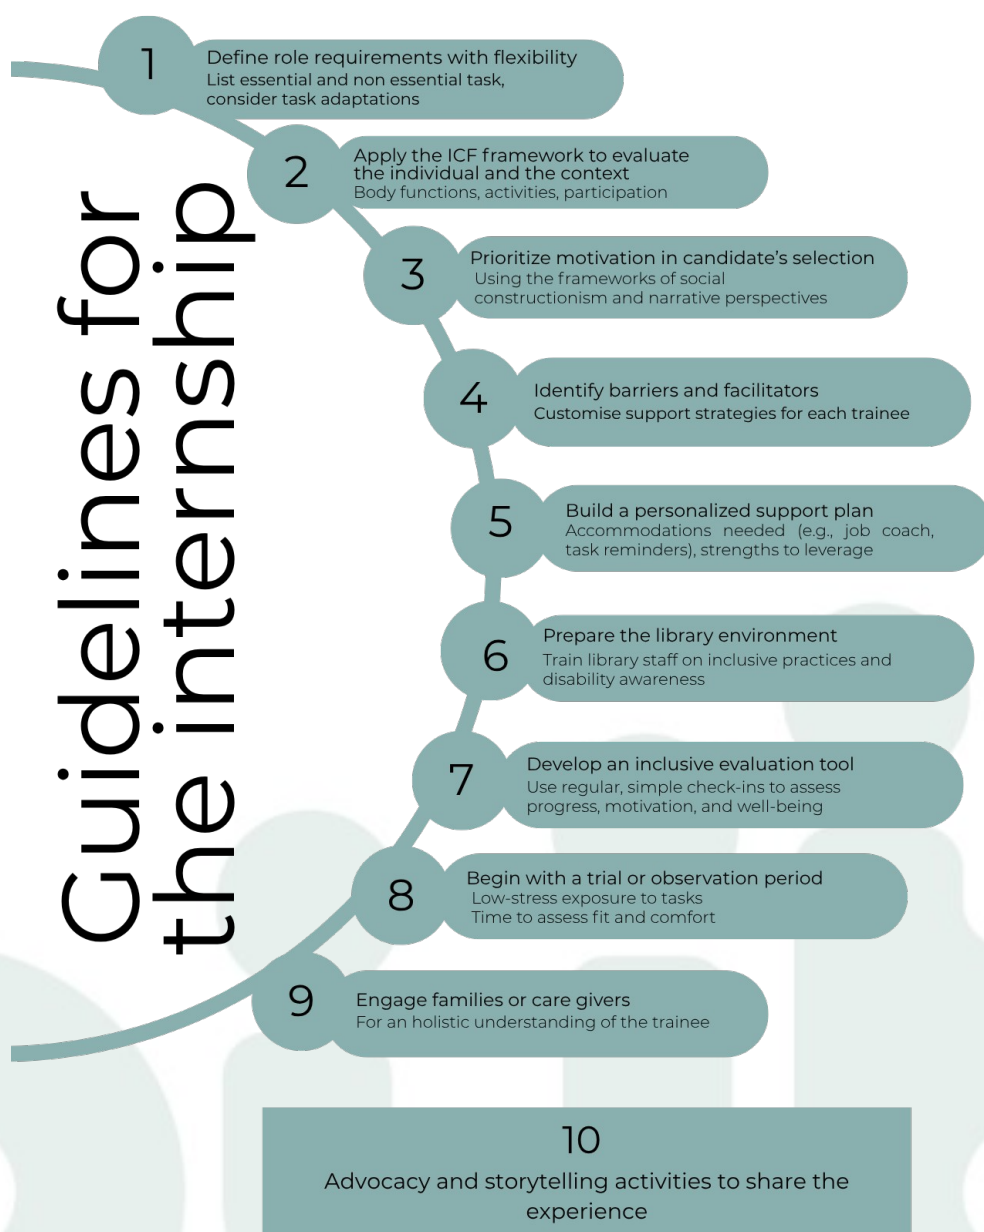 Guidelines for
the internship
1
Define role requirements with flexibility
List essential and non essential task,
consider task adaptations
2
Apply the ICF framework to evaluate
the individual and the context
Body functions, activities, participation
3
Prioritize motivation in candidate's selection
Using the frameworks of social
constructionism and narrative perspectives
4
Identify barriers and facilitators
Customise support strategies for each trainee
5
Build a personalized support plan
Accommodations needed (e.g., job coach,
task reminders), strengths to leverage
6
Prepare the library environment
Train library staff on inclusive practices and
disability awareness
7
Develop an inclusive evaluation tool
Use regular, simple check-ins to assess
progress, motivation, and well-being
8
Begin with a trial or observation period
Low-stress exposure to tasks
Time to assess fit and comfort
9
Engage families or care givers
For an holistic understanding of the trainee
10
Advocacy and storytelling activities to share the
experience